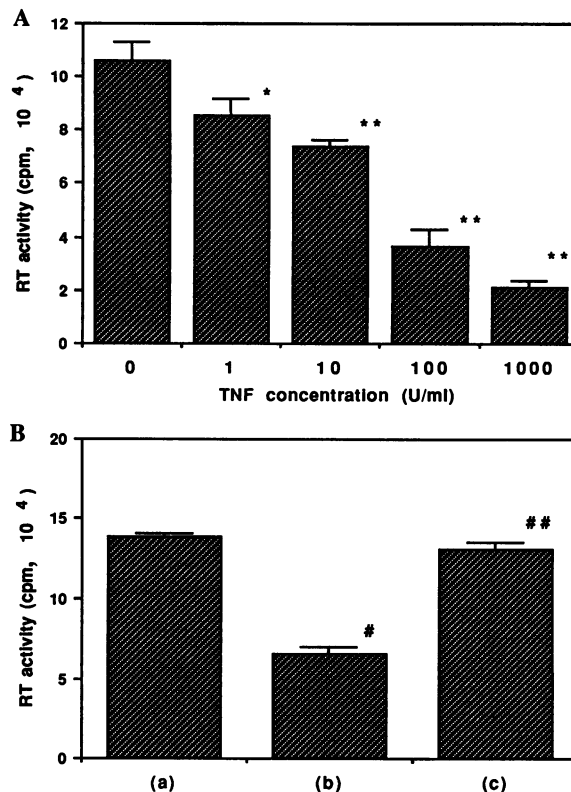 A
12
10
8
6
4
2
0
RT activity (cpm, 10 4)
*
**
**
**
0 1 10 100 1000
TNF concentration (U/ml)
B
20
15
10
5
0
RT activity (cpm, 10 4)
#
##
(a) (b) (c)